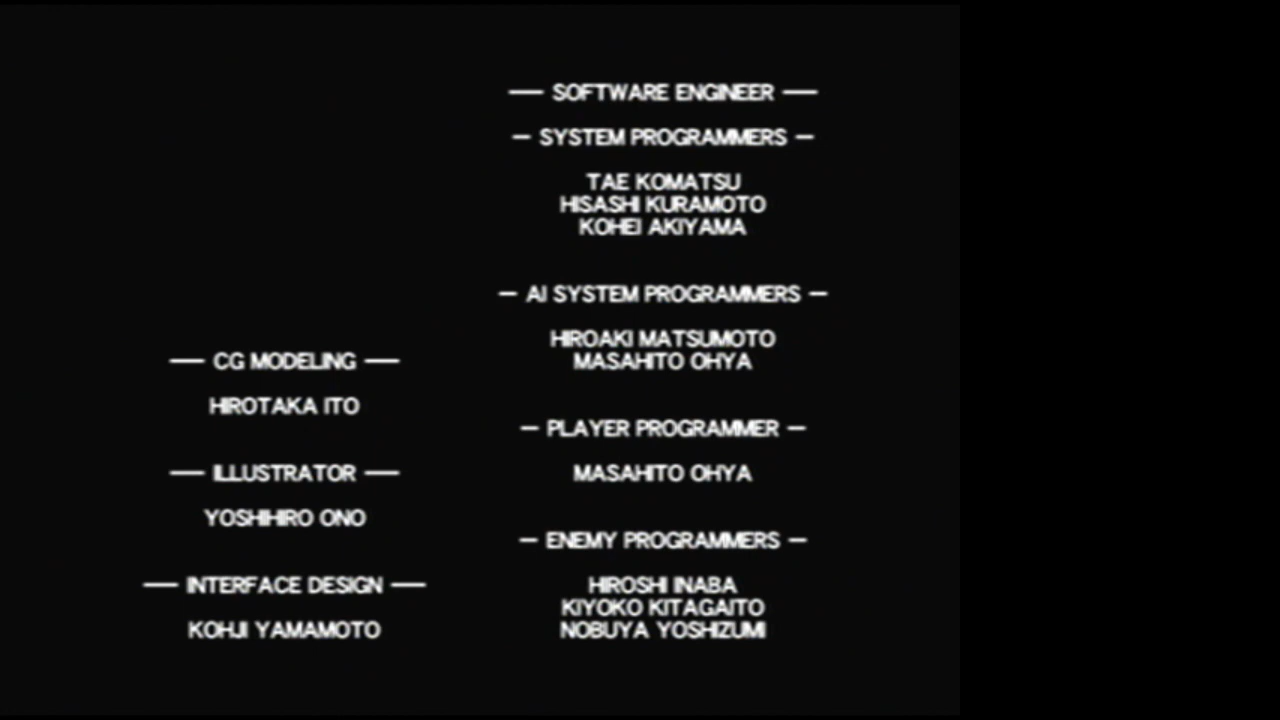 — CG MODELING —
HIROTAKA ITO
— ILLUSTRATOR —
YOSHIHIRO ONO
— INTERFACE DESIGN —
KOHJI YAMAMOTO
— SOFTWARE ENGINEER —
– SYSTEM PROGRAMMERS –
TAE KOMATSU
HISASHI KURAMOTO
KOHEI AKIYAMA
– AI SYSTEM PROGRAMMERS –
HIROAKI MATSUMOTO
MASAHITO OHYA
– PLAYER PROGRAMMER –
MASAHITO OHYA
– ENEMY PROGRAMMERS –
HIROSHI INABA
KIYOKO KITAGAITO
NOBUYA YOSHIZUMI